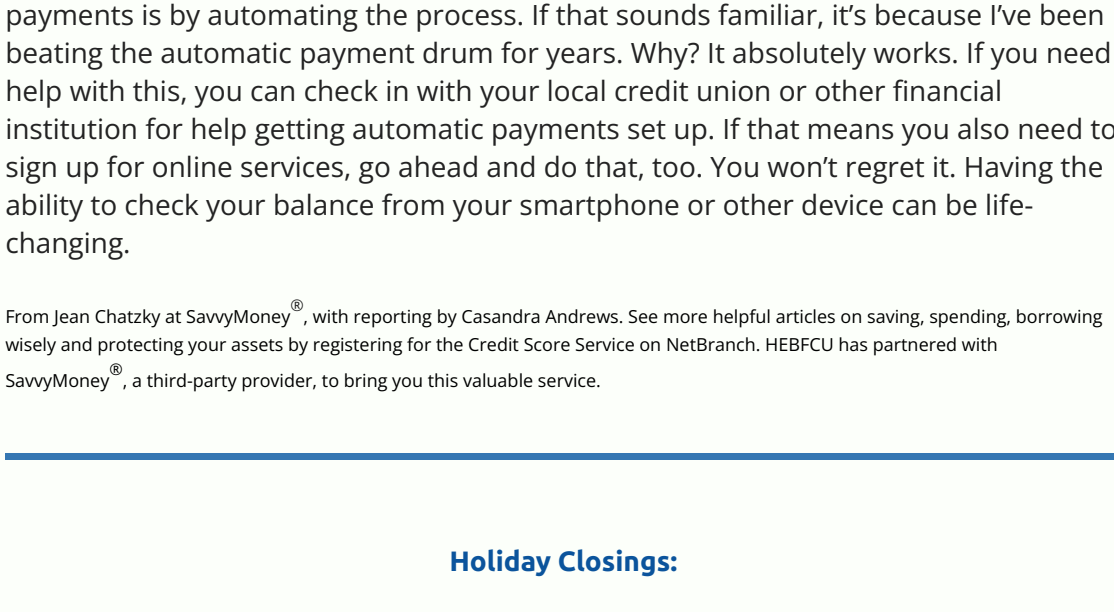 payments is by automating the process. If that sounds familiar, it’s because I’ve been
beating the automatic payment drum for years. Why? It absolutely works. If you need
help with this, you can check in with your local credit union or other financial
institution for help getting automatic payments set up. If that means you also need to
sign up for online services, go ahead and do that, too. You won’t regret it. Having the
ability to check your balance from your smartphone or other device can be life-
changing.
From Jean Chatzky at SavvyMoney®, with reporting by Casandra Andrews. See more helpful articles on saving, spending, borrowing
wisely and protecting your assets by registering for the Credit Score Service on NetBranch. HEBFCU has partnered with
SavvyMoney®, a third-party provider, to bring you this valuable service.
Holiday Closings: